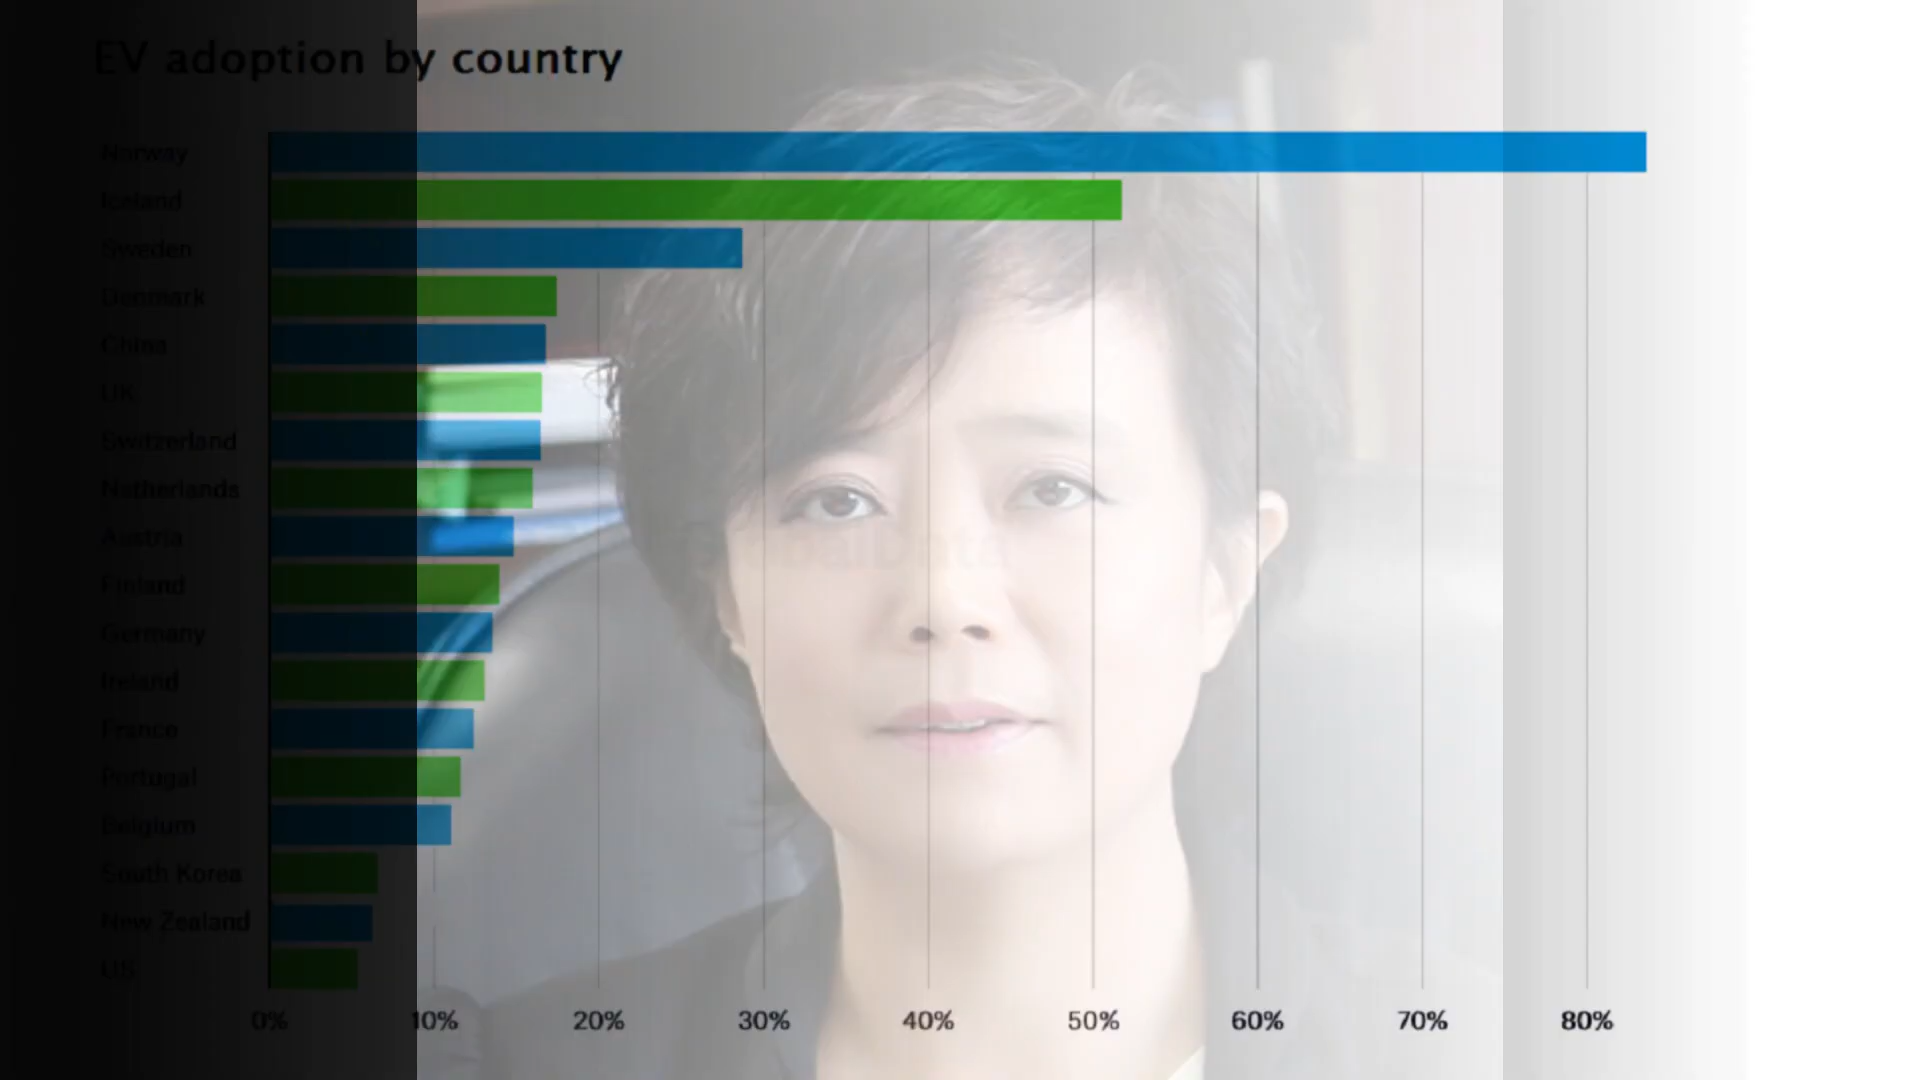 EV adoption by country
Norway
Iceland
Sweden
Denmark
China
UK
Switzerland
Netherlands
Austria
Finland
Germany
Ireland
France
Portugal
Belgium
South Korea
New Zealand
US
GlobalData
0% 10% 20% 30% 40% 50% 60% 70% 80%